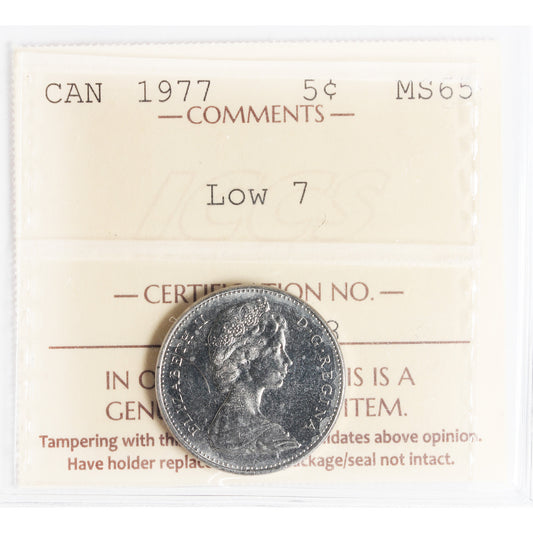 CAN 1977 5¢ MS65
— COMMENTS —
Low 7
ICCS
— CERTIFICATION NO. —
IN O IS IS A
GEN ITEM.
Tampering with th idates above opinion.
Have holder replac ckage/seal not intact.
ELIZABETH II D·G·REGINA